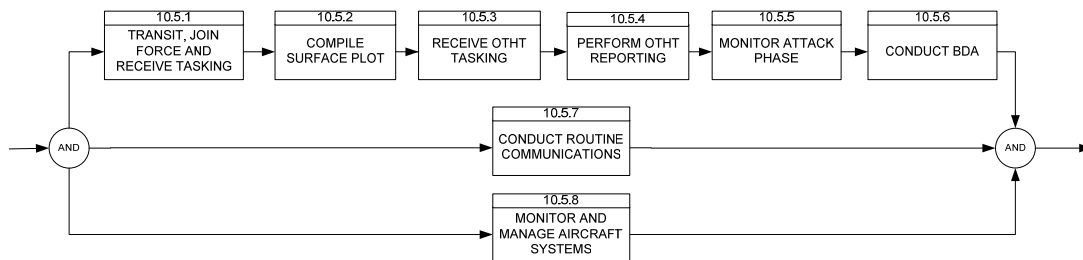 10.5.1
TRANSIT, JOIN
FORCE AND
RECEIVE TASKING
10.5.2
COMPILE
SURFACE PLOT
10.5.3
RECEIVE OTHT
TASKING
10.5.4
PERFORM OTHT
REPORTING
10.5.5
MONITOR ATTACK
PHASE
10.5.6
CONDUCT BDA
AND
10.5.7
CONDUCT ROUTINE
COMMUNICATIONS
AND
10.5.8
MONITOR AND
MANAGE AIRCRAFT
SYSTEMS